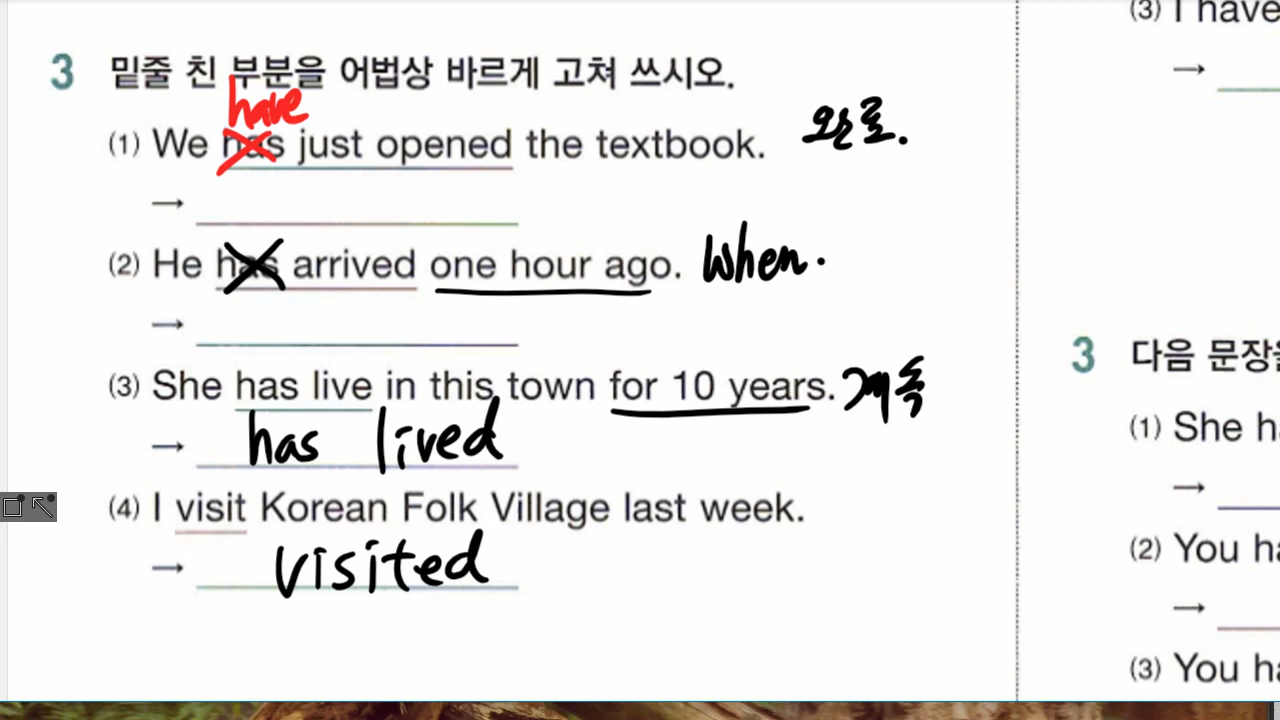 3 밑줄 친 부분을 어법상 바르게 고쳐 쓰시오.
have
(1) We has just opened the textbook. 완료.
→
(2) He has arrived one hour ago. When.
→
(3) She has live in this town for 10 years. 계속
→ has lived
(4) I visit Korean Folk Village last week.
→ visited
(3) I have
→
3 다음 문장을
(1) She ha
→
(2) You ha
→
(3) You ha